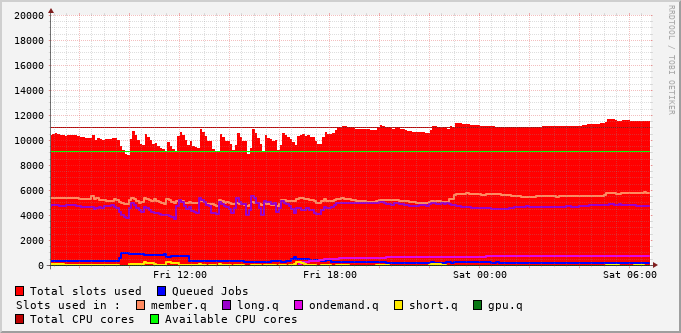 RRDTOOL / TOBI OETIKER
20000
18000
16000
14000
12000
10000
8000
6000
4000
2000
0
Fri 12:00 Fri 18:00 Sat 00:00 Sat 06:00
Total slots used Queued Jobs
Slots used in : member.q long.q ondemand.q short.q gpu.q
Total CPU cores Available CPU cores